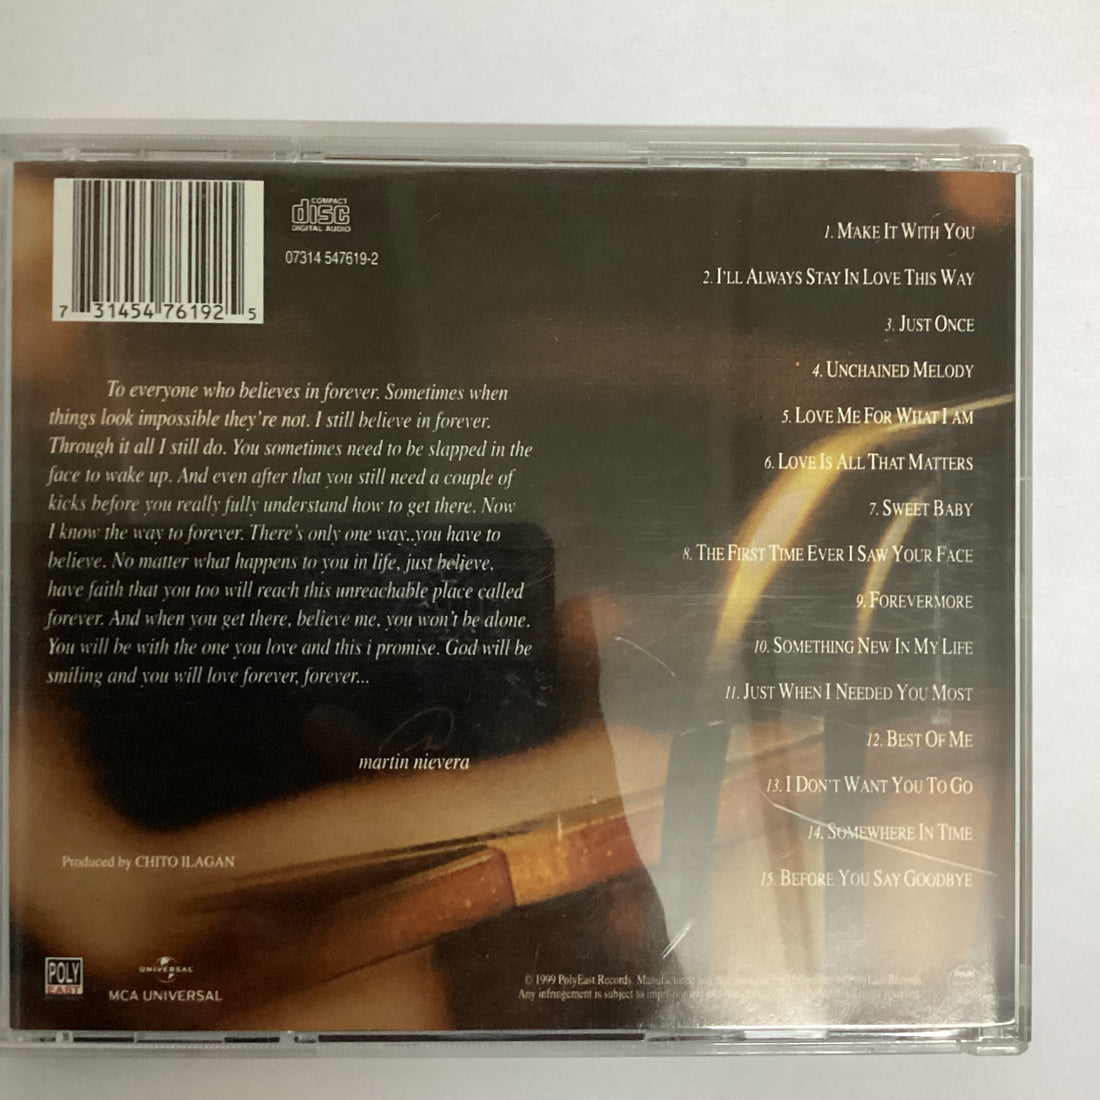 7 31454 76192 5
COMPACT
disc
DIGITAL AUDIO
07314 547619-2
To everyone who believes in forever. Sometimes when
things look impossible they're not. I still believe in forever.
Through it all I still do. You sometimes need to be slapped in the
face to wake up. And even after that you still need a couple of
kicks before you really fully understand how to get there. Now
I know the way to forever. There's only one way..you have to
believe. No matter what happens to you in life, just believe,
have faith that you too will reach this unreachable place called
forever. And when you get there, believe me, you won't be alone.
You will be with the one you love and this i promise. God will be
smiling and you will love forever, forever...
martin nievera
Produced by CHITO ILAGAN
POLY
EAST
UNIVERSAL
MCA UNIVERSAL
1. MAKE IT WITH YOU
2. I'LL ALWAYS STAY IN LOVE THIS WAY
3. JUST ONCE
4. UNCHAINED MELODY
5. LOVE ME FOR WHAT I AM
6. LOVE IS ALL THAT MATTERS
7. SWEET BABY
8. THE FIRST TIME EVER I SAW YOUR FACE
9. FOREVERMORE
10. SOMETHING NEW IN MY LIFE
11. JUST WHEN I NEEDED YOU MOST
12. BEST OF ME
13. I DON'T WANT YOU TO GO
14. SOMEWHERE IN TIME
15. BEFORE YOU SAY GOODBYE
© 1999 PolyEast Records. by PolyEast Records
Any infringement is subject to